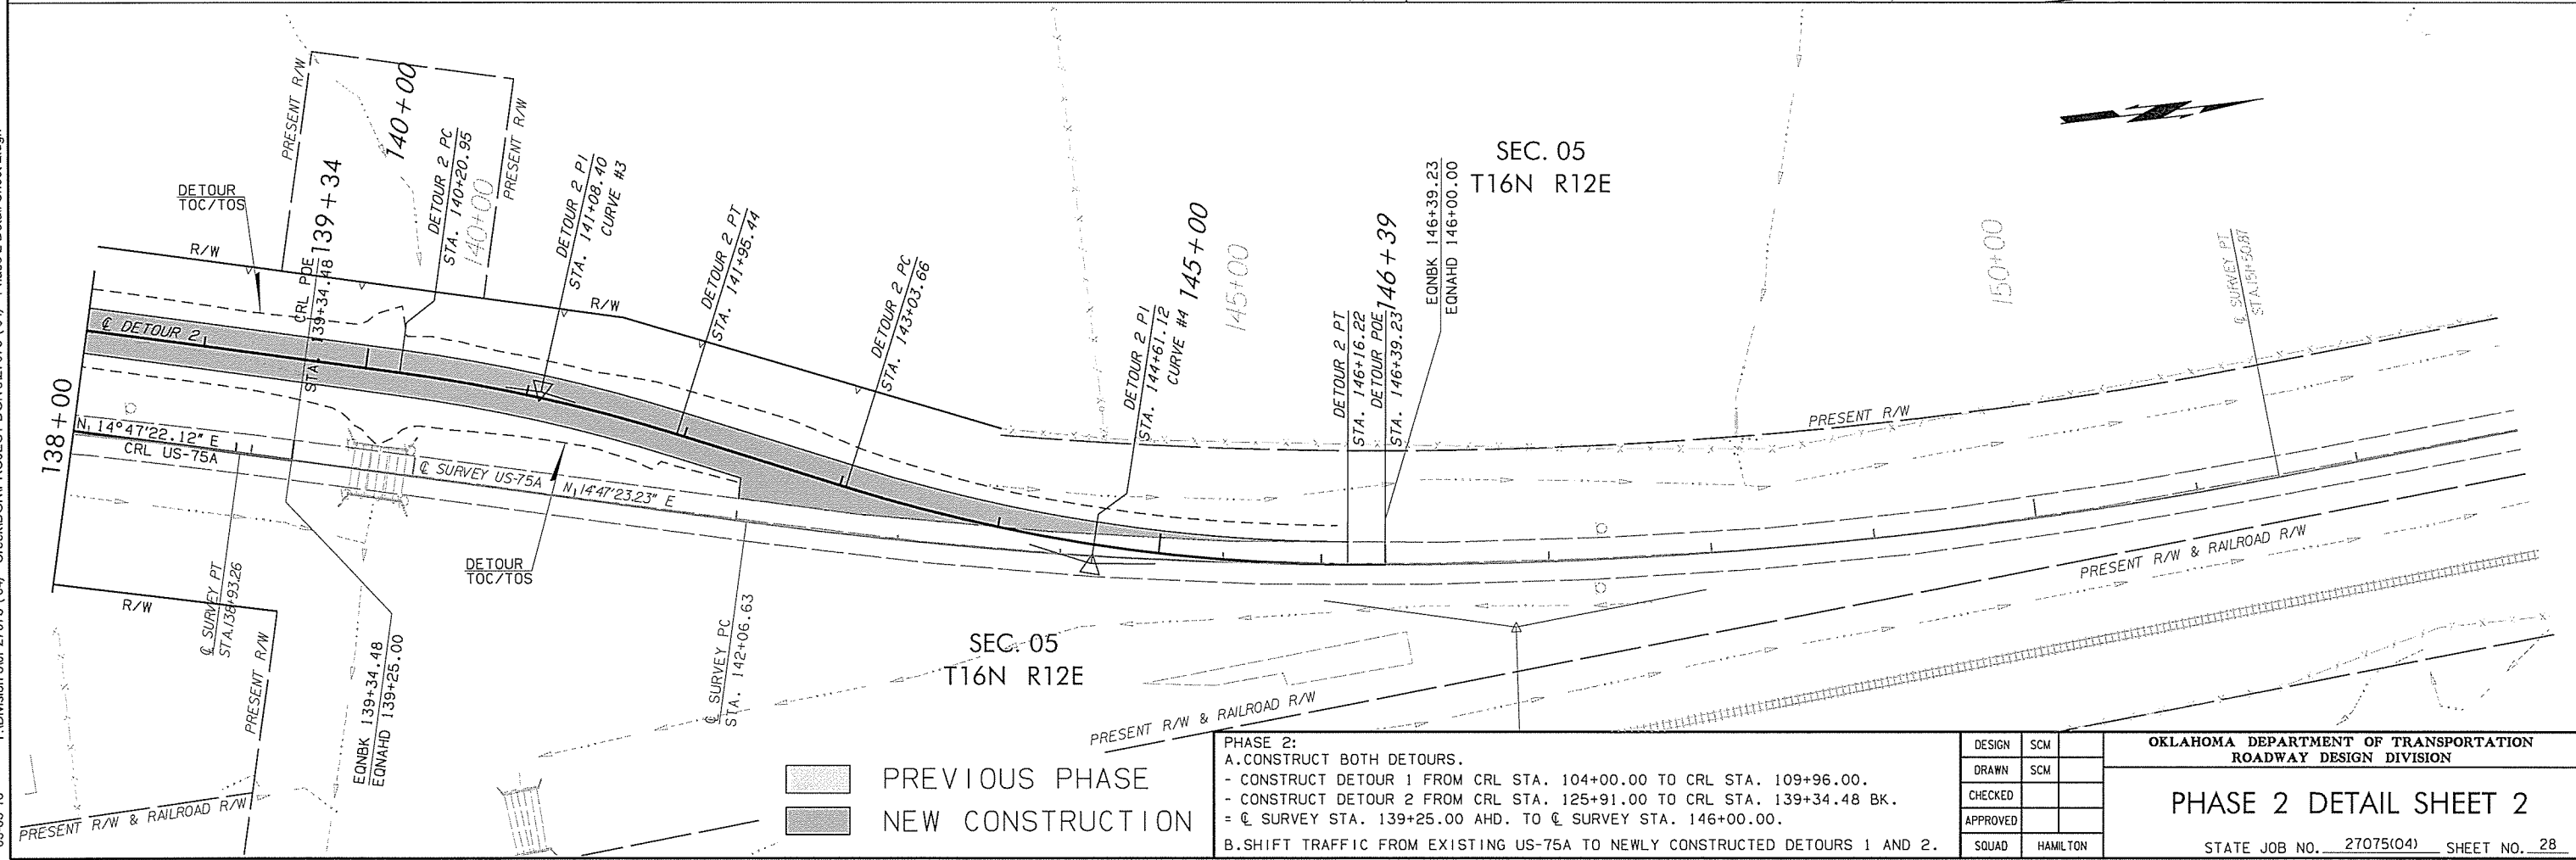 PRESENT R/W
139+34
140+00
DETOUR 2 PC
STA. 140+20.95
140+00
PRESENT R/W
DETOUR
TOC/TOS
R/W
CRL POE
STA. 139+34.48
DETOUR 2 PI
STA. 141+08.40
CURVE #3
R/W
DETOUR 2 PT
STA. 141+95.44
DETOUR 2 PC
STA. 143+03.66
DETOUR 2 PI
STA. 144+61.12
CURVE #4
145+00
145+00
DETOUR 2 PT
STA. 146+16.22
DETOUR POE
STA. 146+39.23
146+39
EQNBK 146+39.23
EQNAHD 146+00.00
SEC. 05
T16N R12E
150+00
℄ SURVEY PT
STA.151+50.87
PRESENT R/W
℄ DETOUR 2
138+00
N 14°47'22.12" E
CRL US-75A
℄ SURVEY US-75A
N 14°47'23.23" E
DETOUR
TOC/TOS
R/W
℄ SURVEY PT
STA.138+93.26
PRESENT R/W
EQNBK 139+34.48
EQNAHD 139+25.00
℄ SURVEY PC
STA. 142+06.63
SEC. 05
T16N R12E
PRESENT R/W & RAILROAD R/W
PRESENT R/W & RAILROAD R/W
PRESENT R/W & RAILROAD R/W
PREVIOUS PHASE
NEW CONSTRUCTION
PHASE 2:
A.CONSTRUCT BOTH DETOURS.
- CONSTRUCT DETOUR 1 FROM CRL STA. 104+00.00 TO CRL STA. 109+96.00.
- CONSTRUCT DETOUR 2 FROM CRL STA. 125+91.00 TO CRL STA. 139+34.48 BK.
= ℄ SURVEY STA. 139+25.00 AHD. TO ℄ SURVEY STA. 146+00.00.
B.SHIFT TRAFFIC FROM EXISTING US-75A TO NEWLY CONSTRUCTED DETOURS 1 AND 2.
DESIGN SCM
DRAWN SCM
CHECKED
APPROVED
SQUAD HAMILTON
OKLAHOMA DEPARTMENT OF TRANSPORTATION
ROADWAY DESIGN DIVISION
PHASE 2 DETAIL SHEET 2
STATE JOB NO. 27075(04) SHEET NO. 28